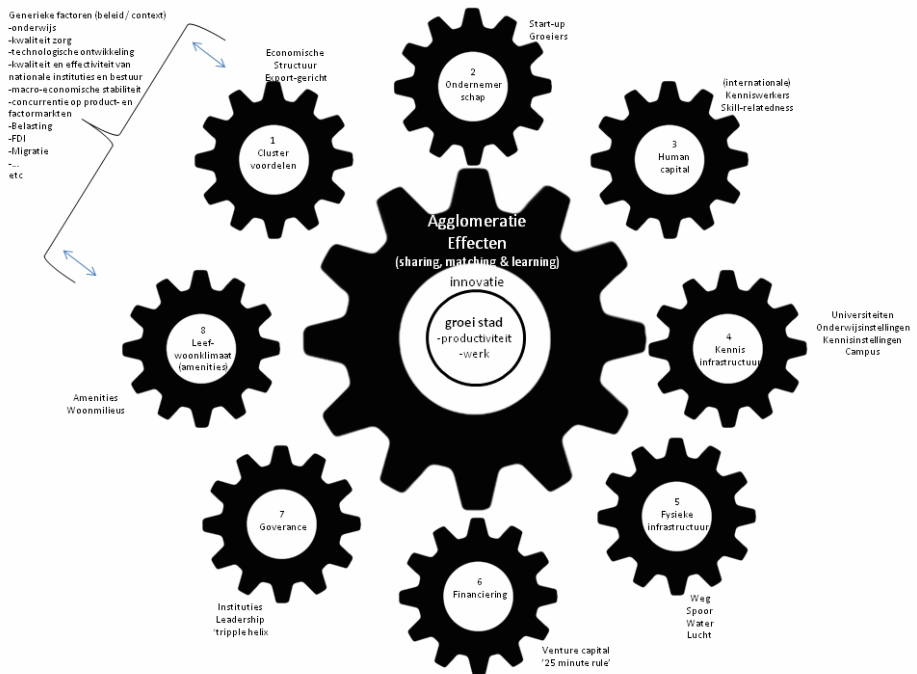 Generieke factoren (beleid / context)
-onderwijs
-kwaliteit zorg
-technologische ontwikkeling
-kwaliteit en effectiviteit van
nationale instituties en bestuur
-macro-economische stabiliteit
-concurrentie op product- en
factormarkten
-Belasting
-FDI
-Migratie
-...
etc
Economische
Structuur
Export-gericht
1
Cluster
voordelen
Start-up
Groeiers
2
Ondernemer
schap
(internationale)
Kenniswerkers
Skill-relatedness
3
Human
capital
Agglomeratie
Effecten
(sharing, matching & learning)
innovatie
groei stad
-productiviteit
-werk
Universiteiten
Onderwijsinstellingen
Kennisinstellingen
Campus
4
Kennis
infrastructuur
5
Fysieke
infrastructuur
Weg
Spoor
Water
Lucht
6
Financiering
Venture capital
'25 minute rule'
7
Goverance
Instituties
Leadership
'tripple helix
8
Leef-
woonklimaat
(amenities)
Amenities
Woonmilieus